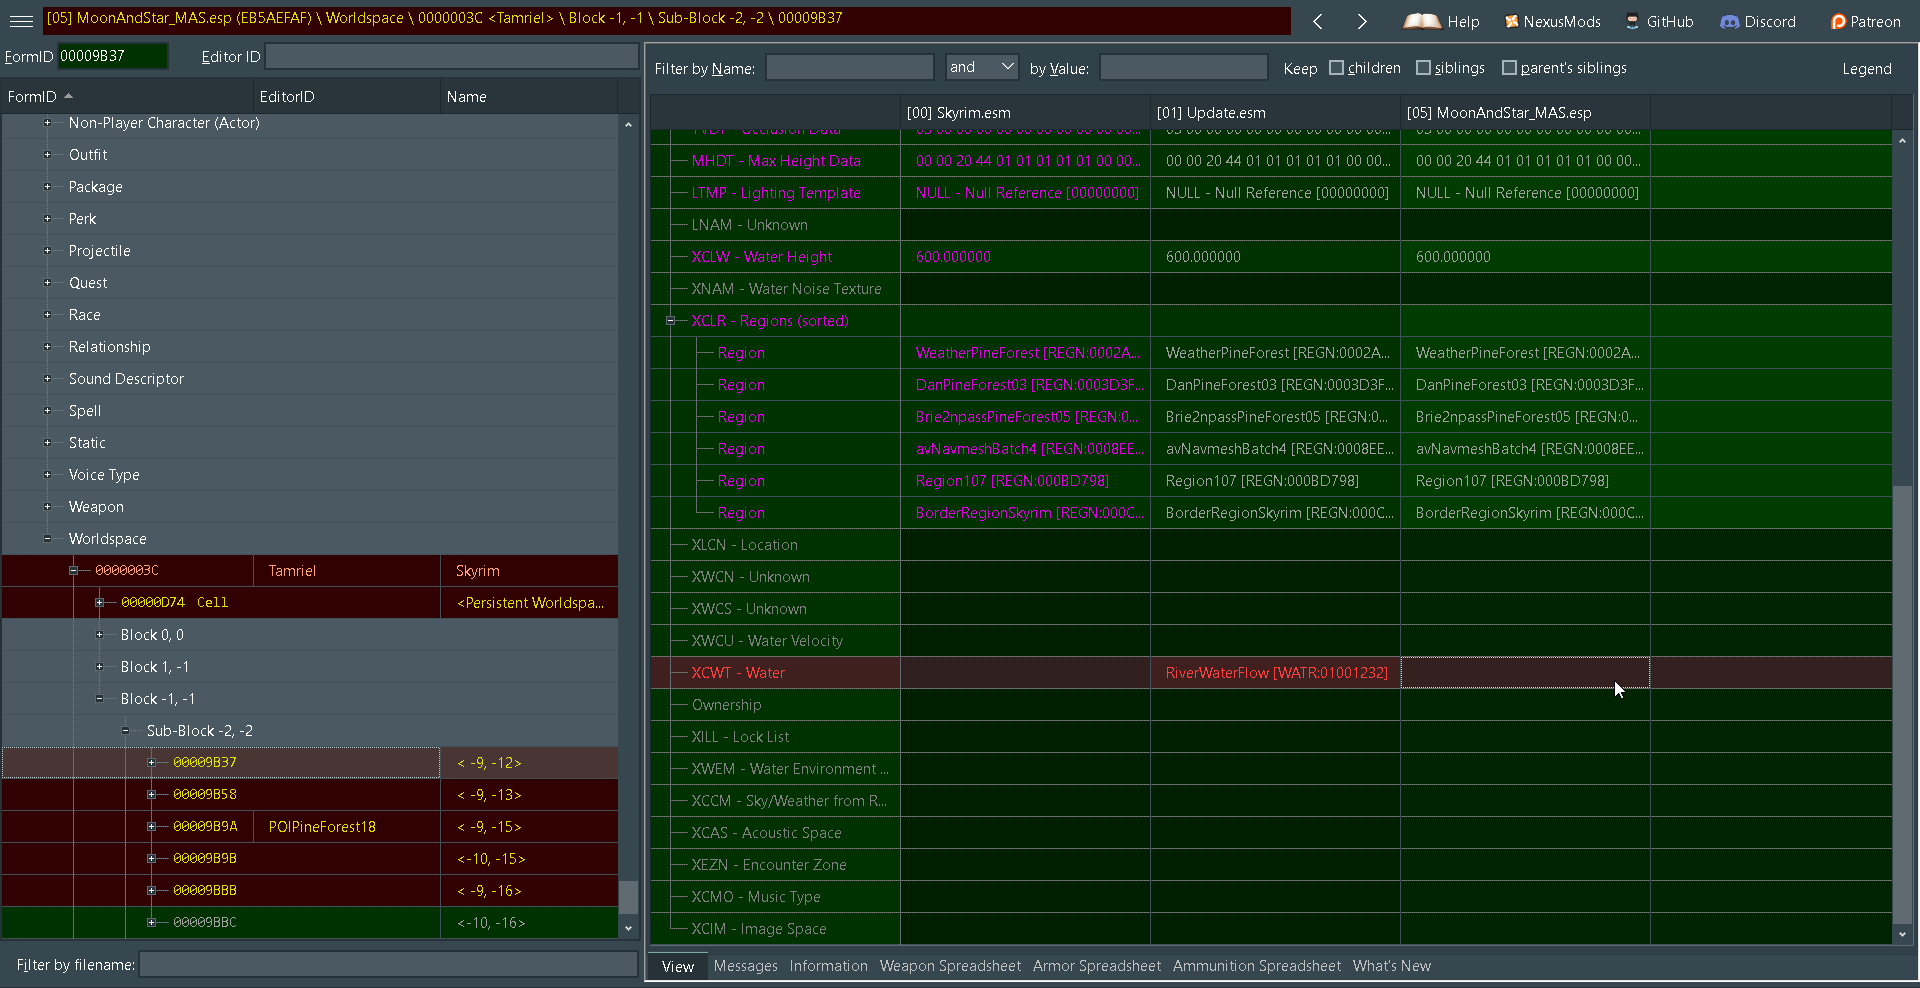 [05] MoonAndStar_MAS.esp (EB5AEFAF) \ Worldspace \ 0000003C <Tamriel> \ Block -1, -1 \ Sub-Block -2, -2 \ 00009B37
Help
NexusMods
GitHub
Discord
Patreon
FormID 00009B37 Editor ID
FormID EditorID Name
Non-Player Character (Actor)
Outfit
Package
Perk
Projectile
Quest
Race
Relationship
Sound Descriptor
Spell
Static
Voice Type
Weapon
Worldspace
0000003C Tamriel Skyrim
00000D74 Cell <Persistent Worldspa...
Block 0, 0
Block 1, -1
Block -1, -1
Sub-Block -2, -2
00009B37 < -9, -12>
00009B58 < -9, -13>
00009B9A POIPineForest18 < -9, -15>
00009B9B <-10, -15>
00009BBB < -9, -16>
00009BBC <-10, -16>
Filter by filename:
Filter by Name: and by Value: Keep children siblings parent's siblings Legend
[00] Skyrim.esm [01] Update.esm [05] MoonAndStar_MAS.esp
MHDT - Max Height Data 00 00 20 44 01 01 01 01 01 00 00... 00 00 20 44 01 01 01 01 01 00 00... 00 00 20 44 01 01 01 01 01 00 00...
LTMP - Lighting Template NULL - Null Reference [00000000] NULL - Null Reference [00000000] NULL - Null Reference [00000000]
LNAM - Unknown
XCLW - Water Height 600.000000 600.000000 600.000000
XNAM - Water Noise Texture
XCLR - Regions (sorted)
Region WeatherPineForest [REGN:0002A... WeatherPineForest [REGN:0002A... WeatherPineForest [REGN:0002A...
Region DanPineForest03 [REGN:0003D3F... DanPineForest03 [REGN:0003D3F... DanPineForest03 [REGN:0003D3F...
Region Brie2npassPineForest05 [REGN:0... Brie2npassPineForest05 [REGN:0... Brie2npassPineForest05 [REGN:0...
Region avNavmeshBatch4 [REGN:0008EE... avNavmeshBatch4 [REGN:0008EE... avNavmeshBatch4 [REGN:0008EE...
Region Region107 [REGN:000BD798] Region107 [REGN:000BD798] Region107 [REGN:000BD798]
Region BorderRegionSkyrim [REGN:000C... BorderRegionSkyrim [REGN:000C... BorderRegionSkyrim [REGN:000C...
XLCN - Location
XWCN - Unknown
XWCS - Unknown
XWCU - Water Velocity
XCWT - Water RiverWaterFlow [WATR:01001232]
Ownership
XILL - Lock List
XWEM - Water Environment ...
XCCM - Sky/Weather from R...
XCAS - Acoustic Space
XEZN - Encounter Zone
XCMO - Music Type
XCIM - Image Space
View Messages Information Weapon Spreadsheet Armor Spreadsheet Ammunition Spreadsheet What's New